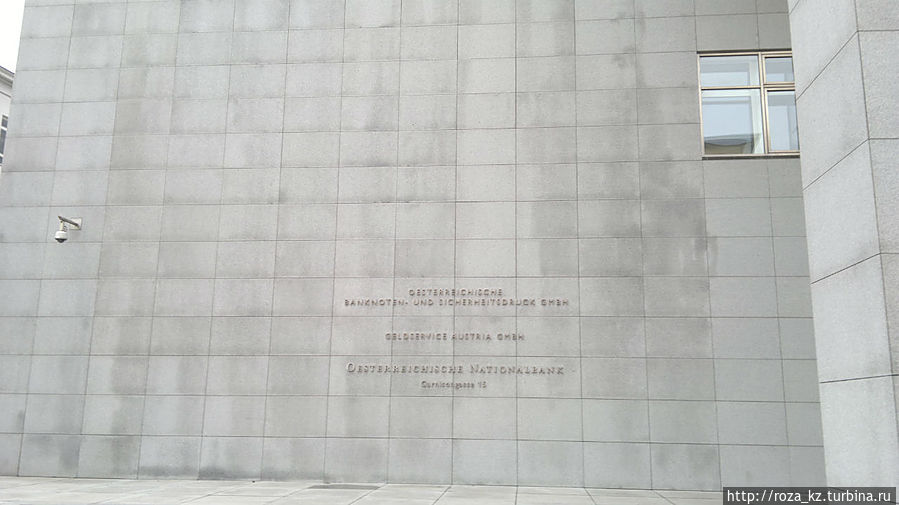 OESTERREICHISCHE
BANKNOTEN- UND SICHERHEITSDRUCK GMBH
GELDSERVICE AUSTRIA GMBH
OESTERREICHISCHE NATIONALBANK
Garnisongasse 15
http://roza_kz.turbina.ru